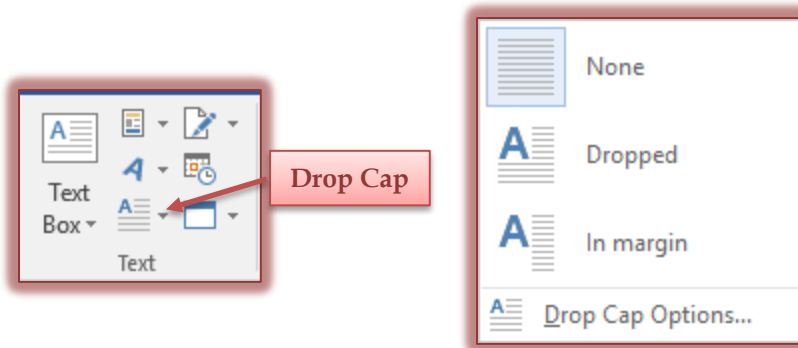 Text
Box
Text
Drop Cap
None
Dropped
In margin
Drop Cap Options...